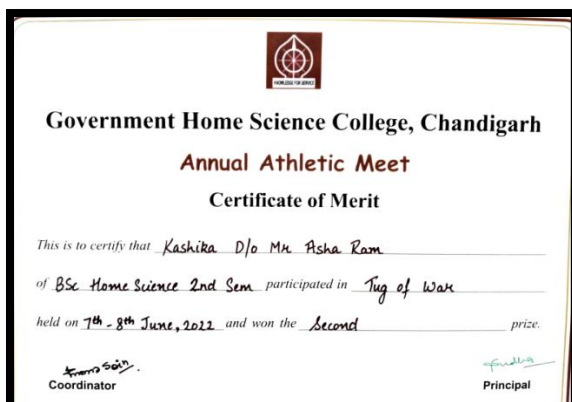 KNOWLEDGE FOR SERVICE
Government Home Science College, Chandigarh
Annual Athletic Meet
Certificate of Merit
This is to certify that Kashika D/o Mr Asha Ram
of BSc Home Science 2nd Sem participated in Tug of War
held on 7th - 8th June, 2022 and won the Second prize.
Coordinator Principal